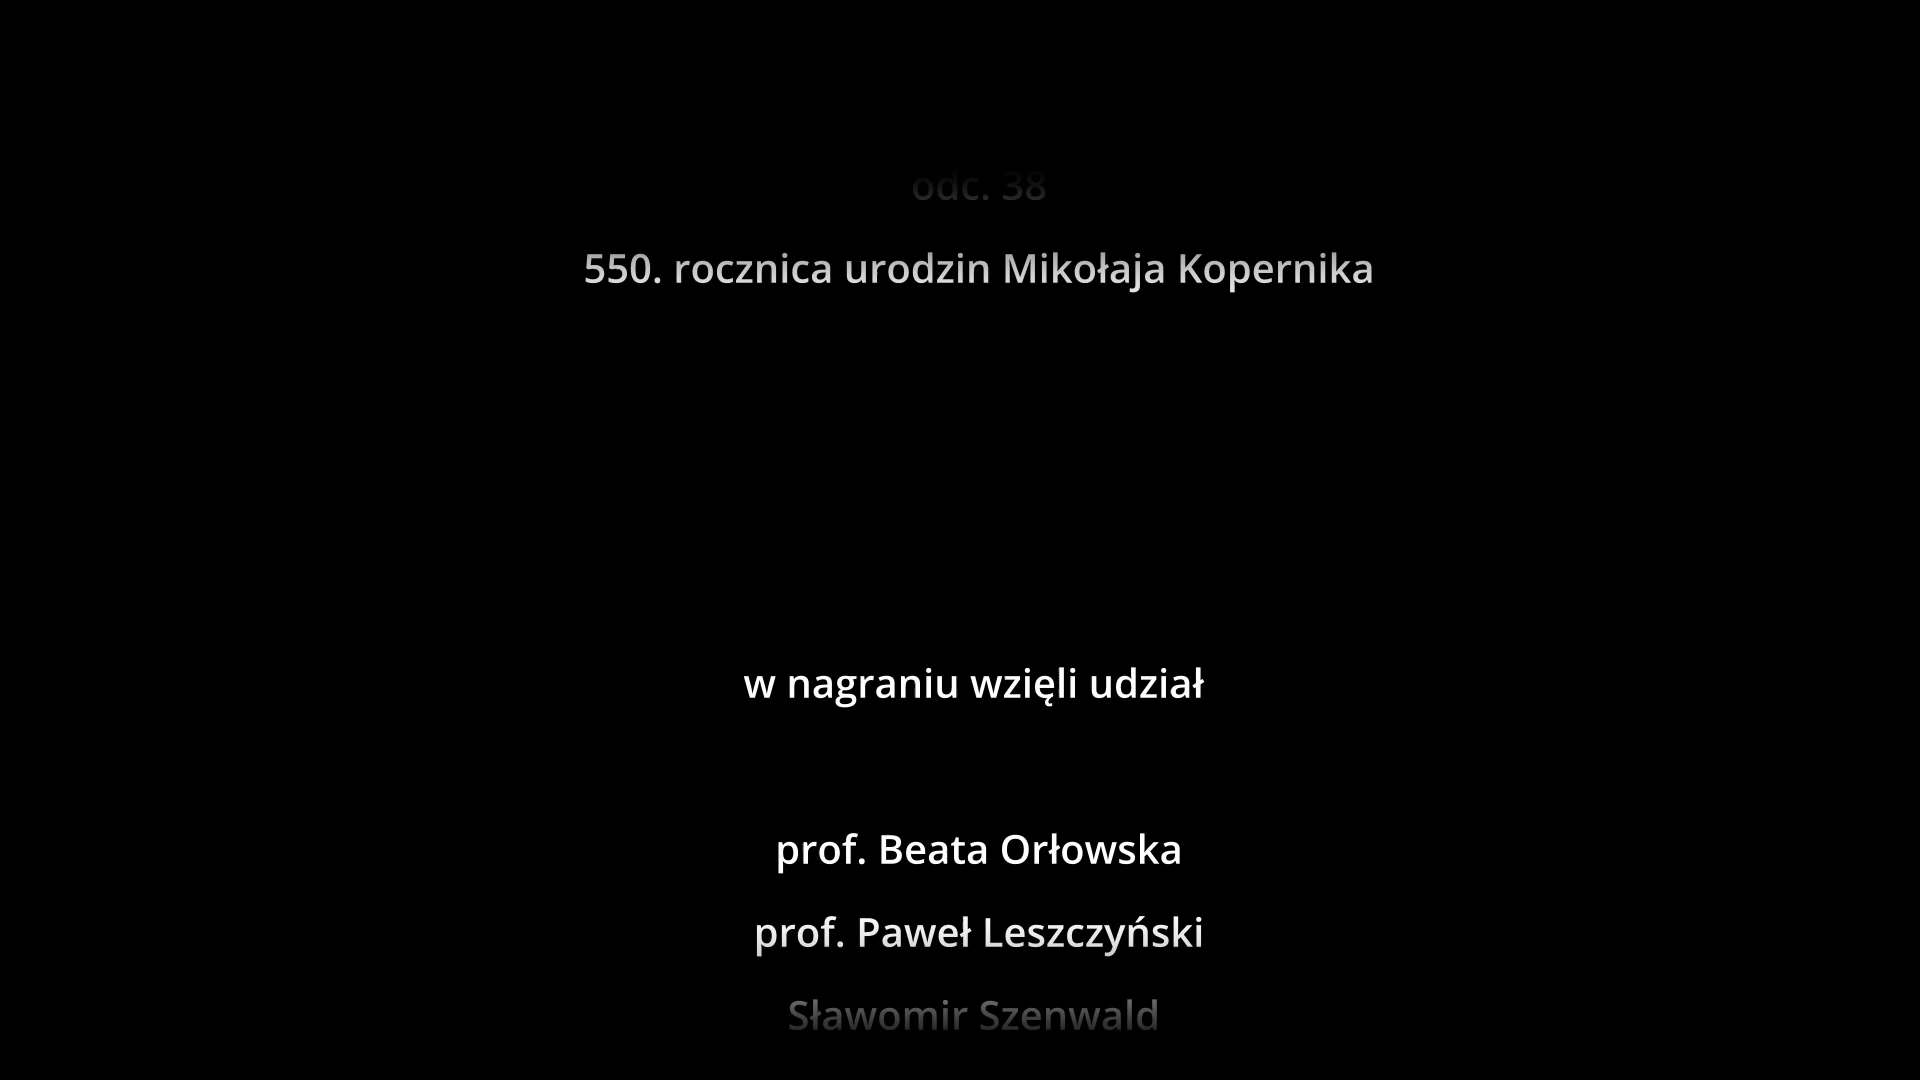 odc. 38
550. rocznica urodzin Mikołaja Kopernika
w nagraniu wzięli udział
prof. Beata Orłowska
prof. Paweł Leszczyński
Sławomir Szenwald